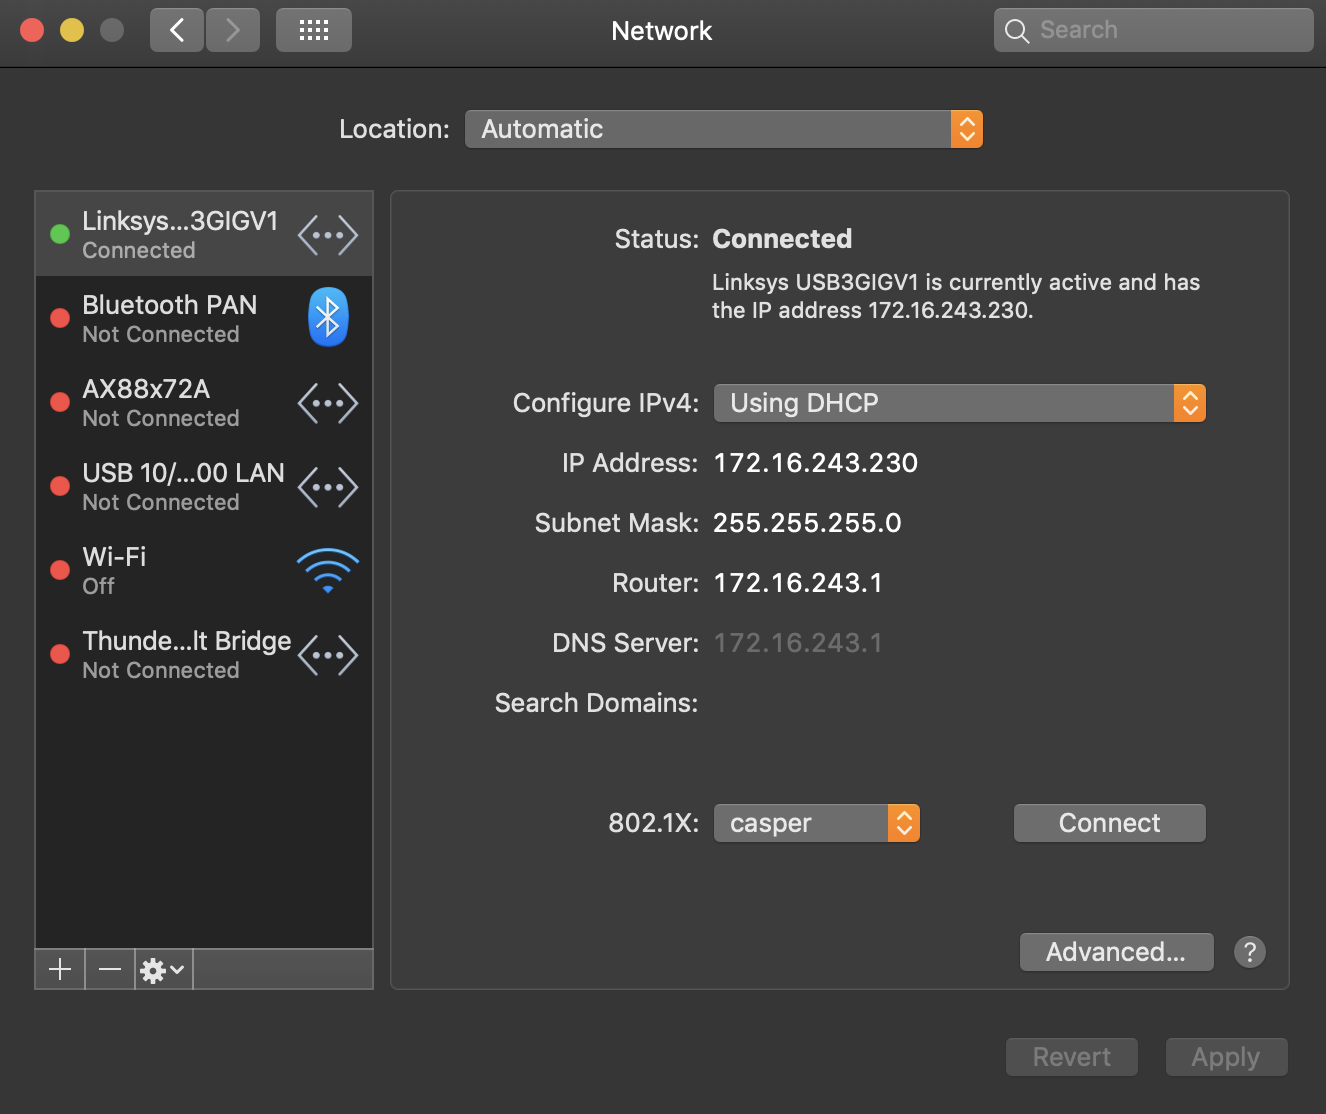 Network
Search
Location: Automatic
Linksys...3GIGV1
Connected
Bluetooth PAN
Not Connected
AX88x72A
Not Connected
USB 10/...00 LAN
Not Connected
Wi-Fi
Off
Thunde...lt Bridge
Not Connected
Status: Connected
Linksys USB3GIGV1 is currently active and has
the IP address 172.16.243.230.
Configure IPv4: Using DHCP
IP Address: 172.16.243.230
Subnet Mask: 255.255.255.0
Router: 172.16.243.1
DNS Server: 172.16.243.1
Search Domains:
802.1X: casper Connect
Advanced... ?
Revert Apply